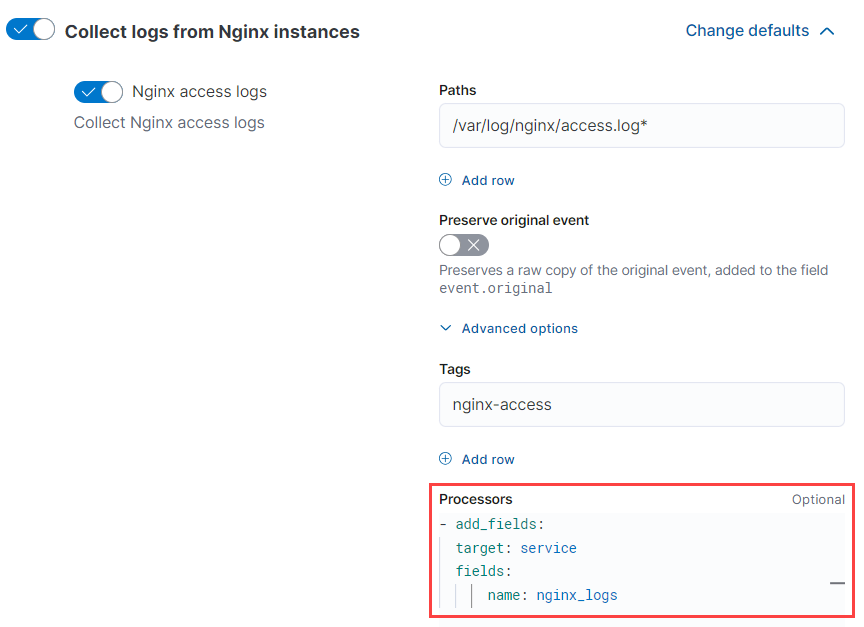 Collect logs from Nginx instances
Change defaults
Nginx access logs
Collect Nginx access logs
Paths
/var/log/nginx/access.log*
Add row
Preserve original event
Preserves a raw copy of the original event, added to the field
event.original
Advanced options
Tags
nginx-access
Add row
Processors
Optional
- add_fields:
target: service
fields:
name: nginx_logs